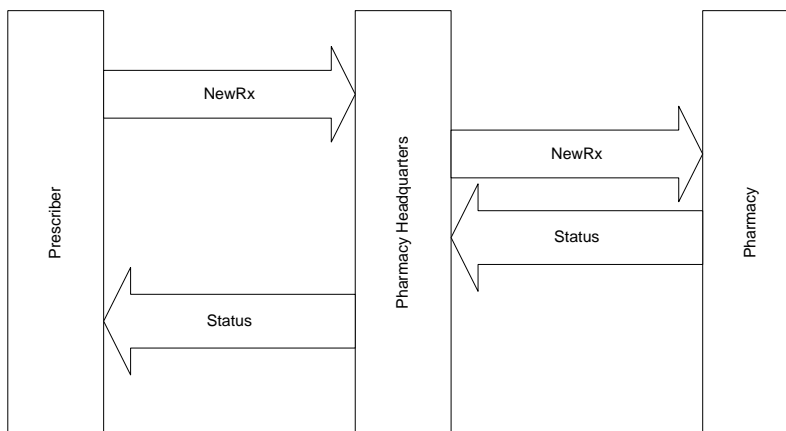 Prescriber
NewRx
Pharmacy Headquarters
NewRx
Status
Status
Pharmacy